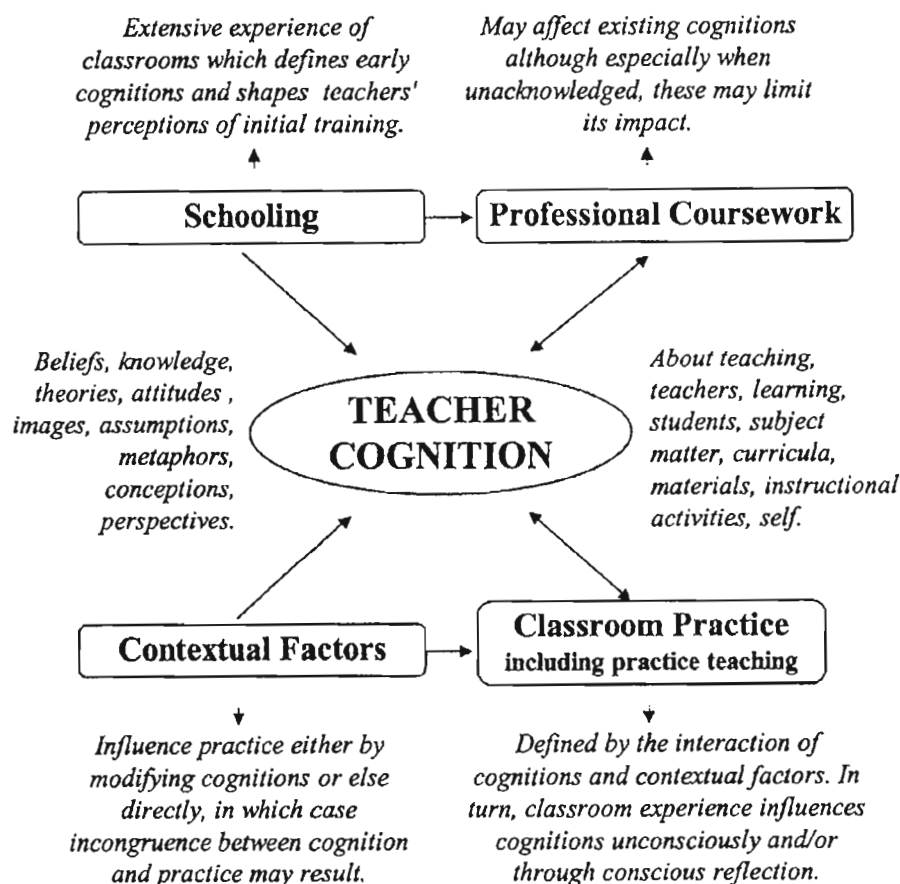 Extensive experience of
classrooms which defines early
cognitions and shapes teachers'
perceptions of initial training.
May affect existing cognitions
although especially when
unacknowledged, these may limit
its impact.
Schooling
Professional Coursework
Beliefs, knowledge,
theories, attitudes ,
images, assumptions,
metaphors,
conceptions,
perspectives.
TEACHER
COGNITION
About teaching,
teachers, learning,
students, subject
matter, curricula,
materials, instructional
activities, self.
Contextual Factors
Classroom Practice
including practice teaching
Influence practice either by
modifying cognitions or else
directly, in which case
incongruence between cognition
and practice may result.
Defined by the interaction of
cognitions and contextual factors. In
turn, classroom experience influences
cognitions unconsciously and/or
through conscious reflection.